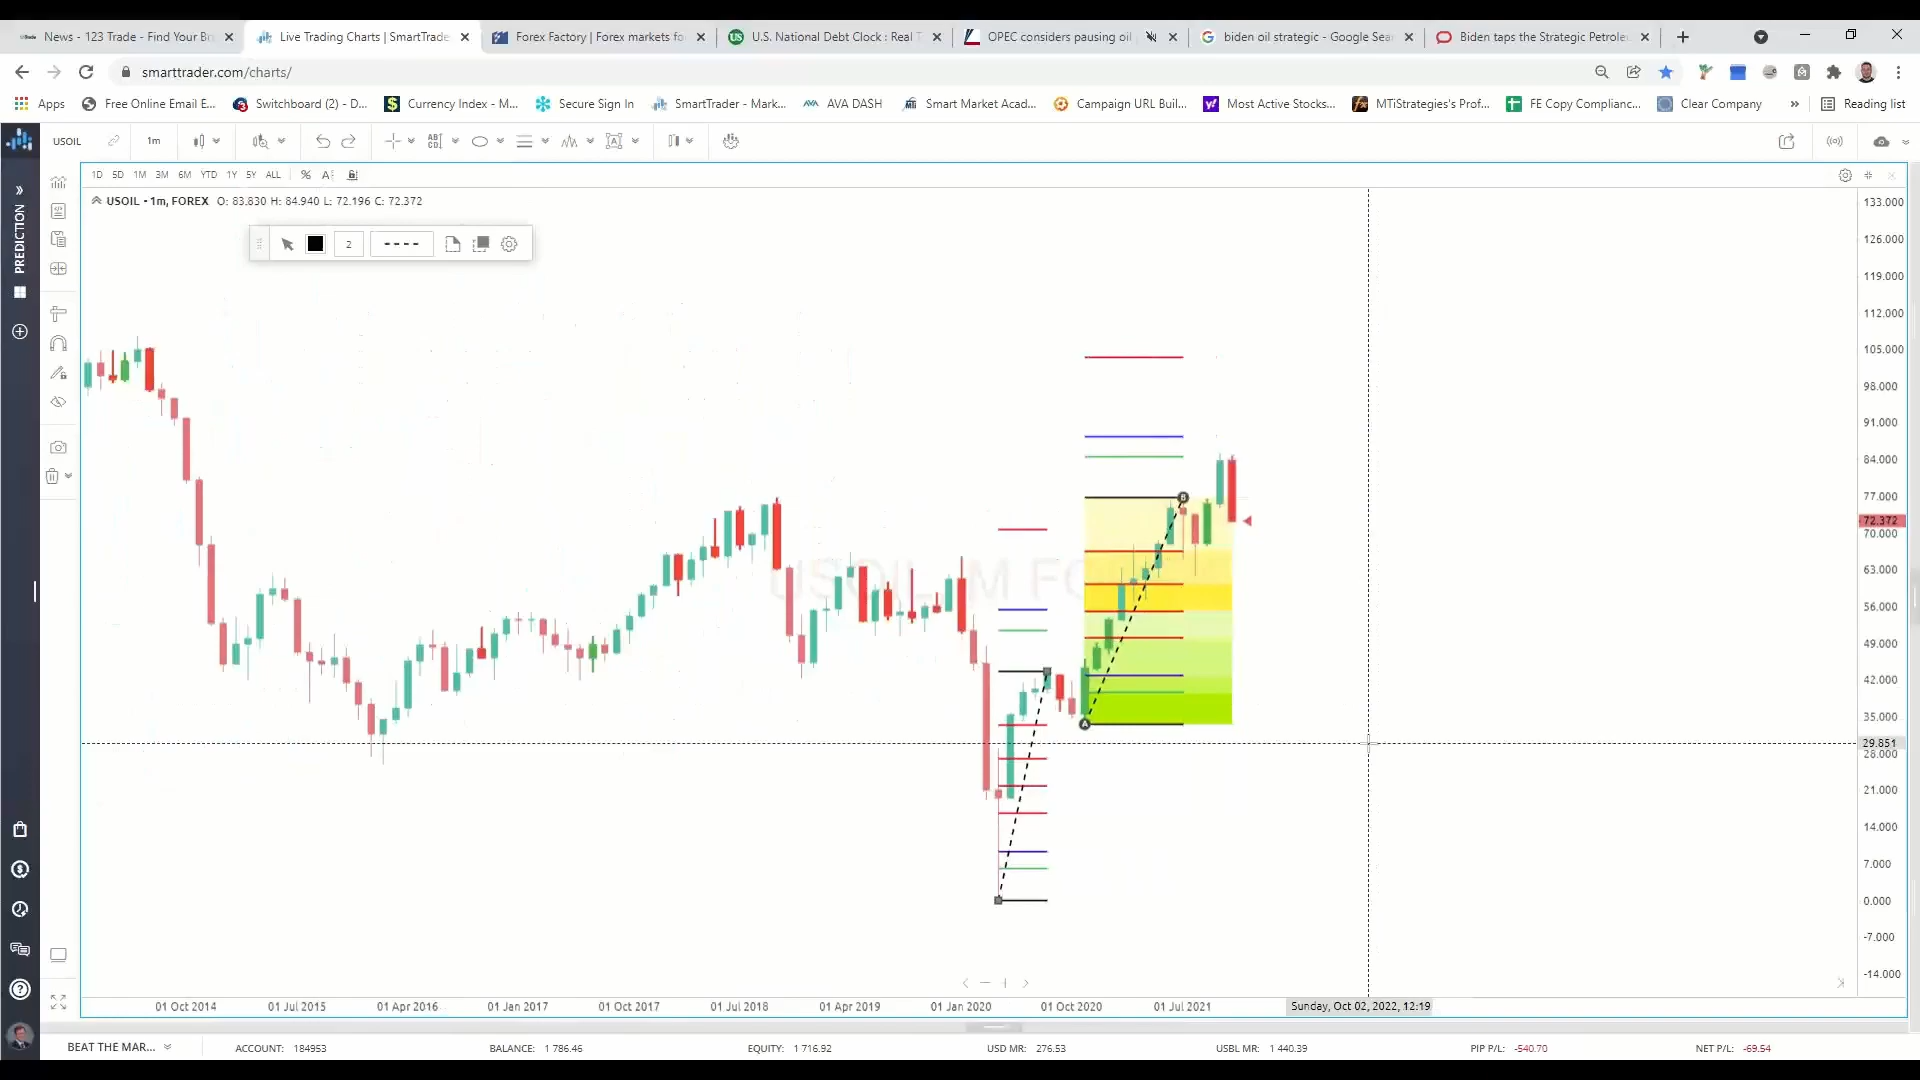 News - 123 Trade - Find Your Br
Live Trading Charts | SmartTrade
Forex Factory | Forex markets fo
U.S. National Debt Clock : Real T
OPEC considers pausing oil
biden oil strategic - Google Sear
Biden taps the Strategic Petrole
smarttrader.com/charts/
Apps
Free Online Email E...
Switchboard (2) - D...
Currency Index - M...
Secure Sign In
SmartTrader - Mark...
AVA DASH
Smart Market Acad...
Campaign URL Buil...
Most Active Stocks...
MTiStrategies's Prof...
FE Copy Complianc...
Clear Company
»
Reading list
USOIL
1m
1D 5D 1M 3M 6M YTD 1Y 5Y ALL % A
USOIL - 1m, FOREX O: 83.830 H: 84.940 L: 72.196 C: 72.372
2
PREDICTION
133.000
126.000
119.000
112.000
105.000
98.000
91.000
84.000
77.000
72.372
70.000
63.000
56.000
49.000
42.000
35.000
29.851
28.000
21.000
14.000
7.000
0.000
-7.000
-14.000
B
A
01 Oct 2014
01 Jul 2015
01 Apr 2016
01 Jan 2017
01 Oct 2017
01 Jul 2018
01 Apr 2019
01 Jan 2020
01 Oct 2020
01 Jul 2021
Sunday, Oct 02, 2022, 12:19
BEAT THE MAR...
ACCOUNT: 184953
BALANCE: 1 786.46
EQUITY: 1 716.92
USD MR: 276.53
USBL MR: 1 440.39
PIP P/L: -540.70
NET P/L: -69.54